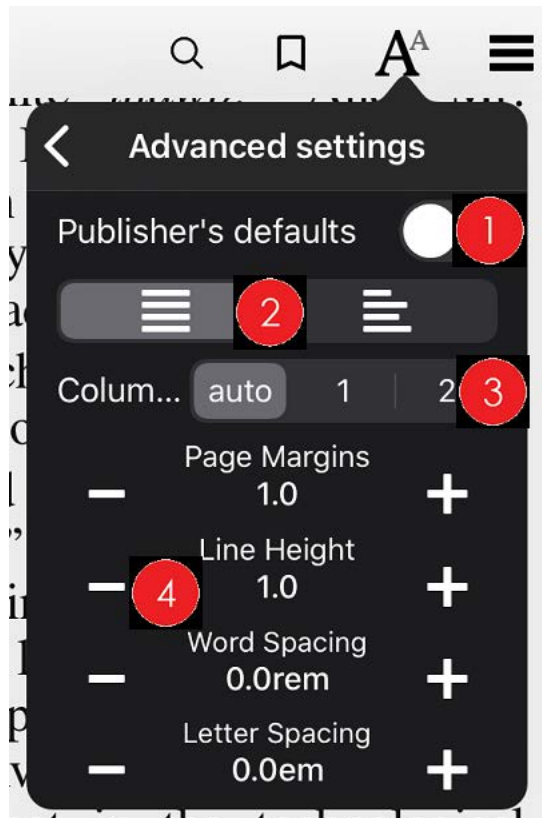 AA
Advanced settings
Publisher's defaults 1
2
Colum... auto 1 2 3
Page Margins
1.0
Line Height
4 1.0
Word Spacing
0.0rem
Letter Spacing
0.0em